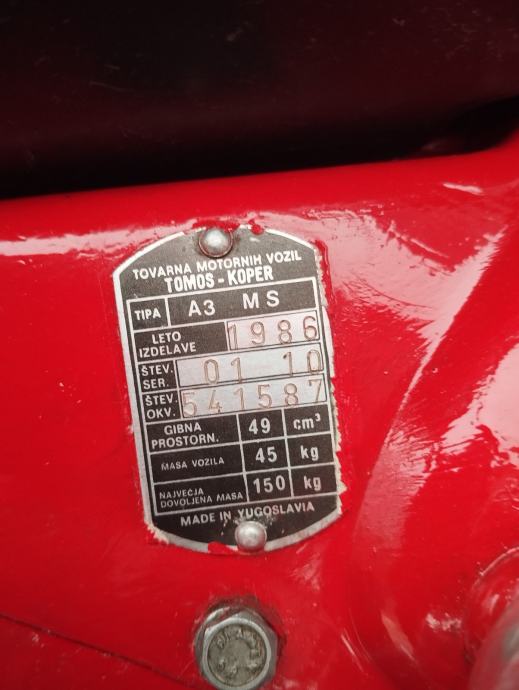 TOVARNA MOTORNIH VOZIL
TOMOS - KOPER
TIPA A3 MS
LETO IZDELAVE 1986
ŠTEV. SER. 01 10
ŠTEV. OKV. 541587
GIBNA PROSTORN. 49 cm³
MASA VOZILA 45 kg
NAJVEČJA DOVOLJENA MASA 150 kg
MADE IN YUGOSLAVIA